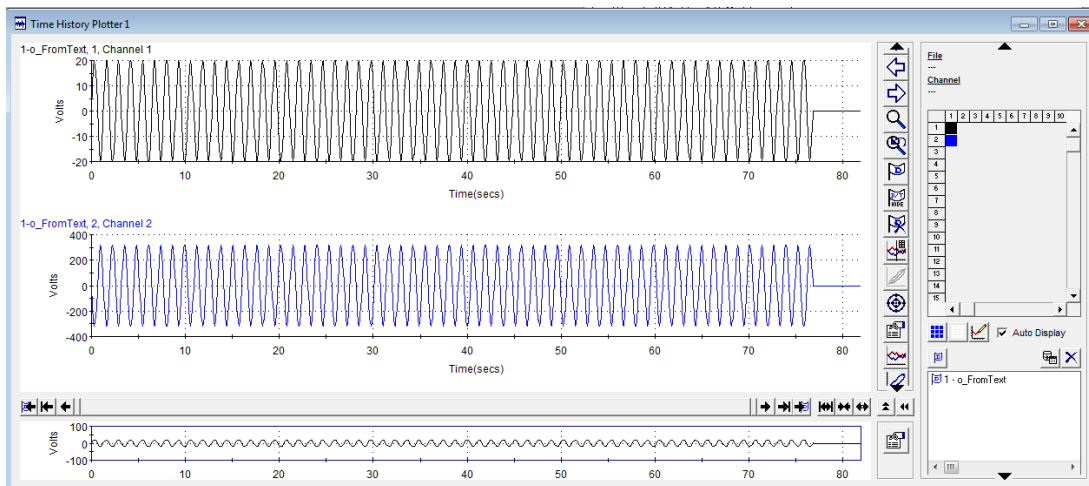 Time History Plotter 1
1-o_FromText, 1, Channel 1
20
10
0
-10
-20
Volts
0 10 20 30 40 50 60 70 80
Time(secs)
1-o_FromText, 2, Channel 2
400
200
0
-200
-400
Volts
0 10 20 30 40 50 60 70 80
Time(secs)
100
0
-100
Volts
0 10 20 30 40 50 60 70 80
HIDE
File
---
Channel
---
1 2 3 4 5 6 7 8 9 10
1
2
3
4
5
6
7
8
9
10
11
12
13
14
15
Auto Display
1 - o_FromText